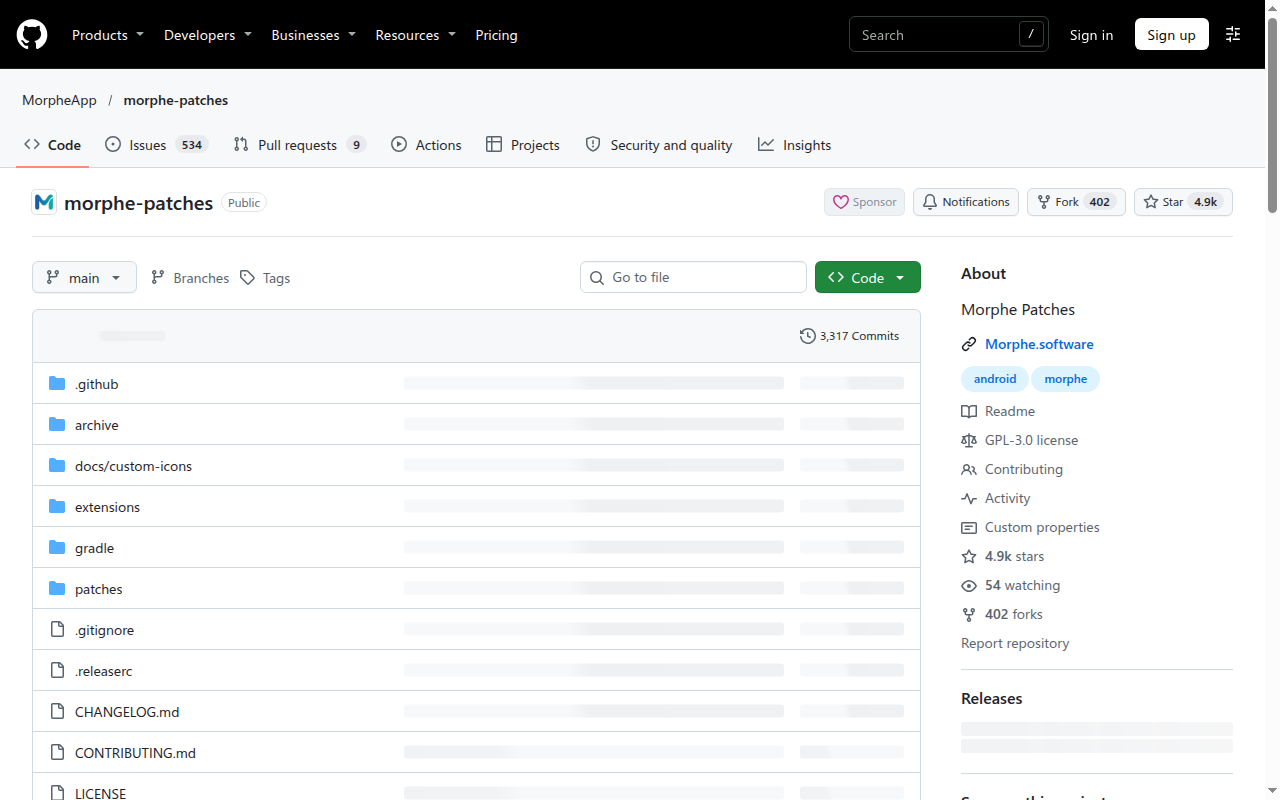 Products Developers Businesses Resources Pricing Search / Sign in Sign up
MorpheApp / morphe-patches
Code Issues 534 Pull requests 9 Actions Projects Security and quality Insights
morphe-patches Public Sponsor Notifications Fork 402 Star 4.9k
main Branches Tags Go to file Code
3,317 Commits
.github
archive
docs/custom-icons
extensions
gradle
patches
.gitignore
.releaserc
CHANGELOG.md
CONTRIBUTING.md
LICENSE
About
Morphe Patches
Morphe.software
android morphe
Readme
GPL-3.0 license
Contributing
Activity
Custom properties
4.9k stars
54 watching
402 forks
Report repository
Releases